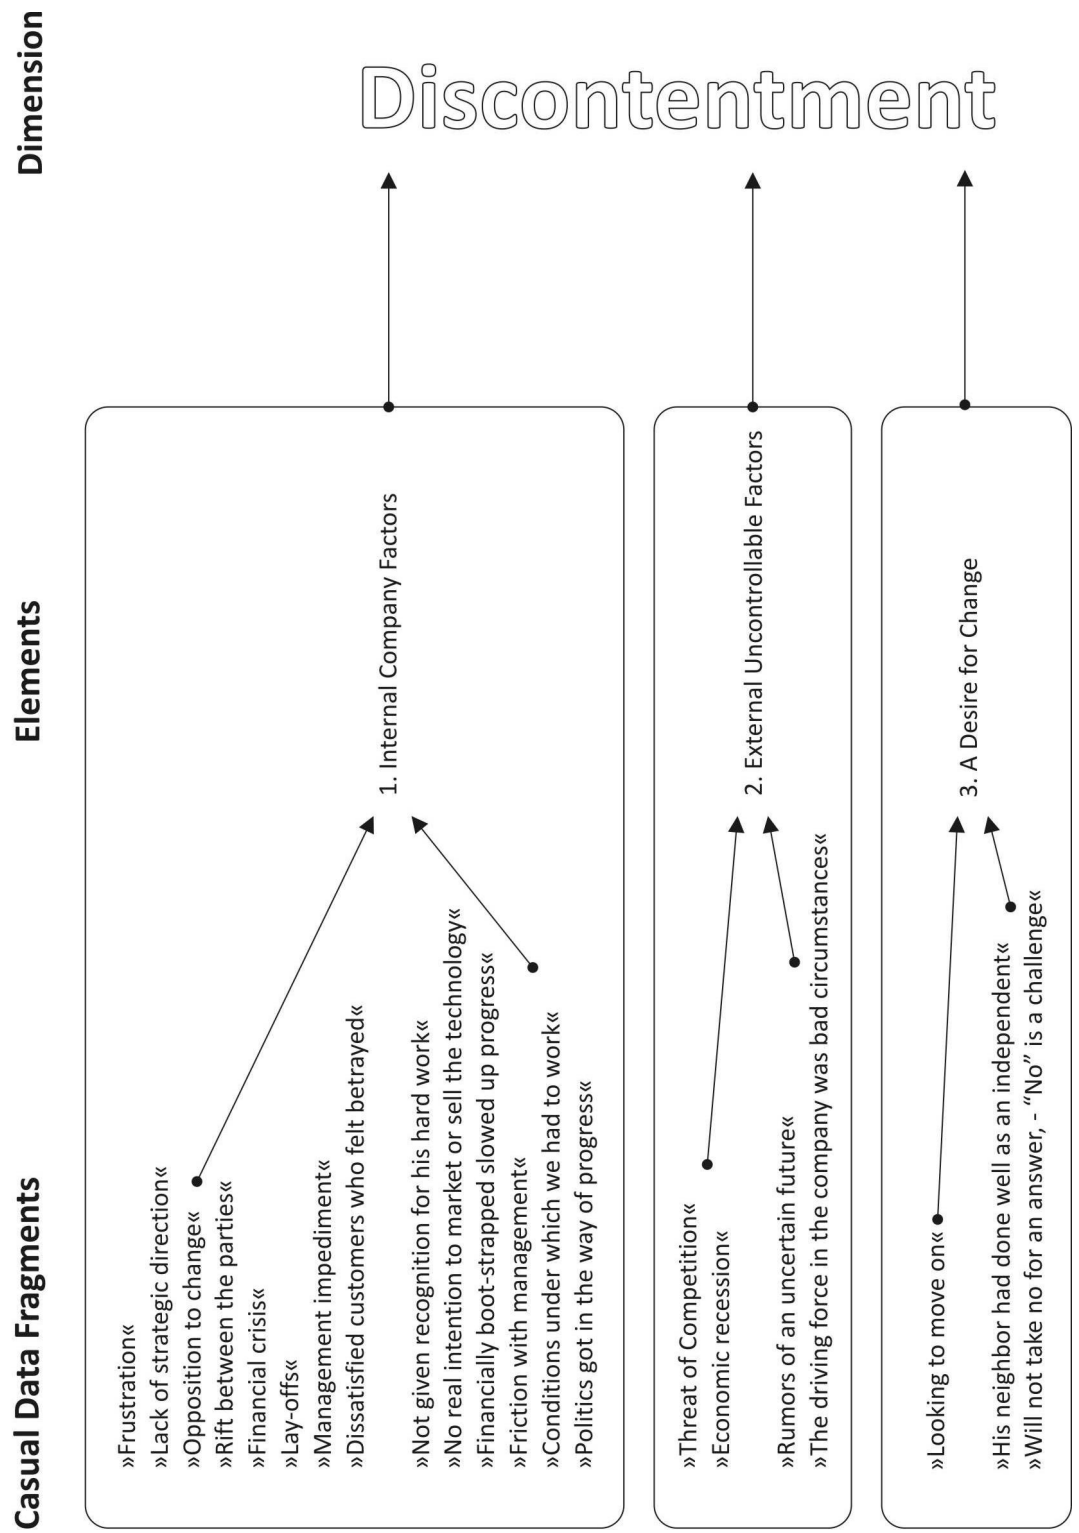 Casual Data Fragments
Elements
Dimension
»Frustration«
»Lack of strategic direction«
»Opposition to change«
»Rift between the parties«
»Financial crisis«
»Lay-offs«
»Management impediment«
»Dissatisfied customers who felt betrayed«
»Not given recognition for his hard work«
»No real intention to market or sell the technology«
»Financially boot-strapped slowed up progress«
»Friction with management«
»Conditions under which we had to work«
»Politics got in the way of progress«
1. Internal Company Factors
»Threat of Competition«
»Economic recession«
»Rumors of an uncertain future«
»The driving force in the company was bad circumstances«
2. External Uncontrollable Factors
»Looking to move on«
»His neighbor had done well as an independent«
»Will not take no for an answer, - “No” is a challenge«
3. A Desire for Change
Discontentment